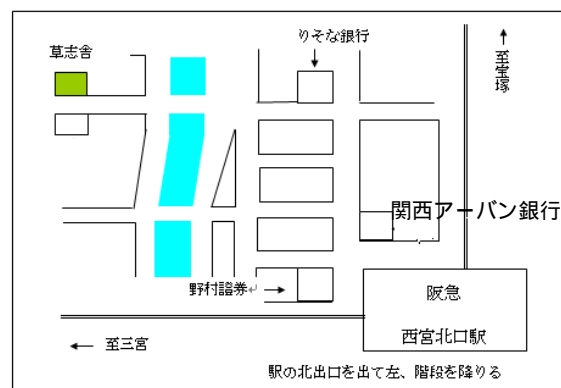 草志舎
りそな銀行
至宝塚
関西アーバン銀行
野村證券
阪急
西宮北口駅
至三宮
駅の北出口を出て左、階段を降りる